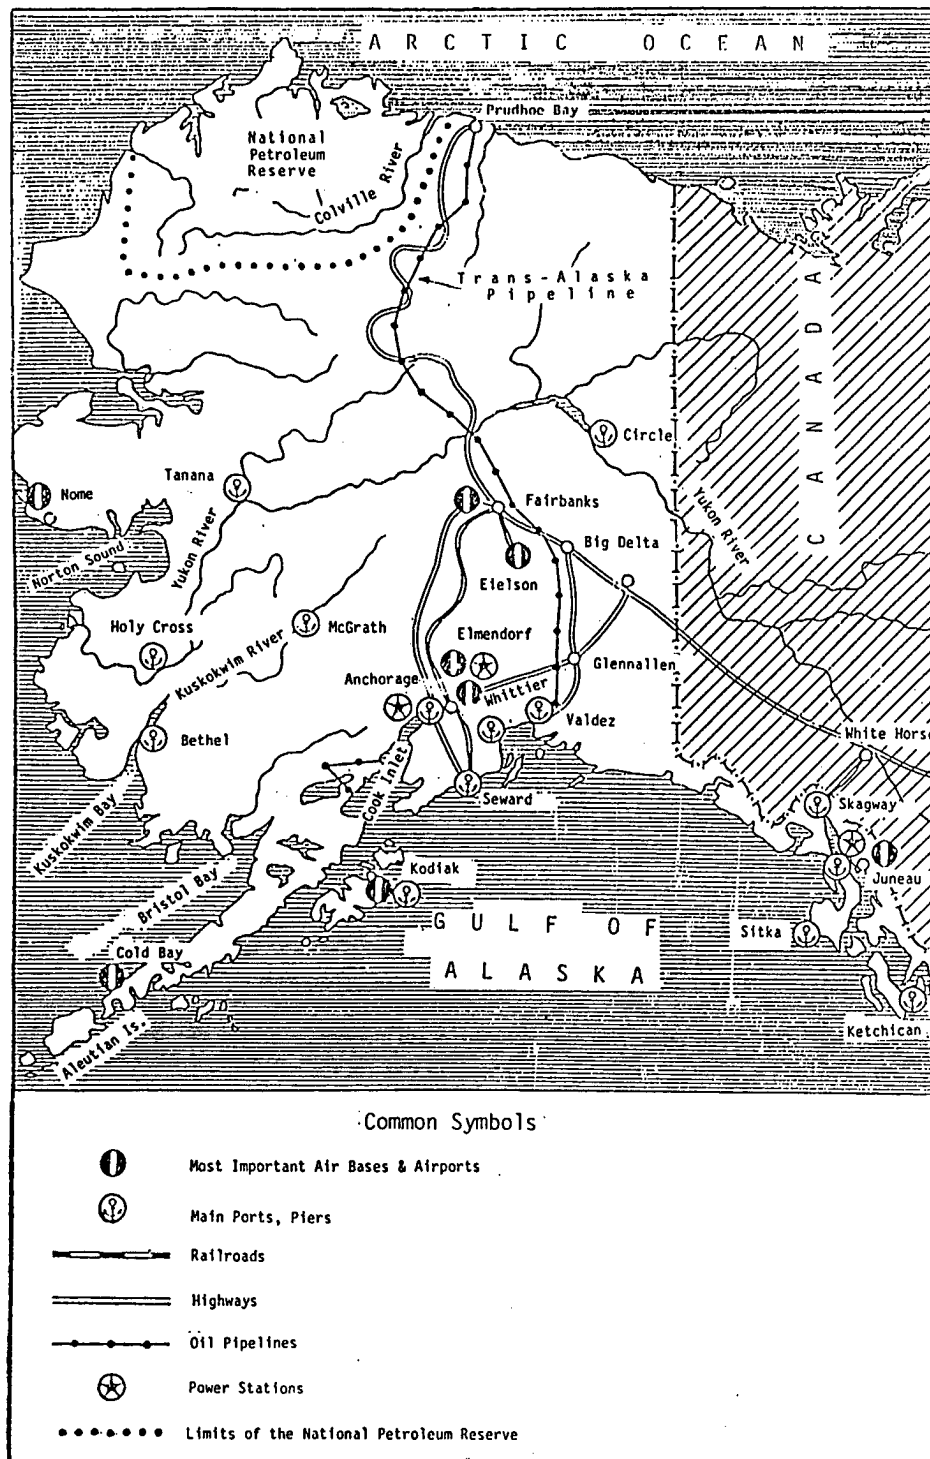 ARCTIC OCEAN
Prudhoe Bay
National
Petroleum
Reserve
Colville River
Trans-Alaska
Pipeline
CANADA
Circle
Tanana
Nome
Fairbanks
Yukon River
Big Delta
Norton Sound
Yukon River
Eielson
Holy Cross
McGrath
Elmendorf
Kuskokwim River
Glennallen
Anchorage
Whittier
Valdez
White Horse
Bethel
Cook Inlet
Seward
Skagway
Kuskokwim Bay
Kodiak
Juneau
Bristol Bay
GULF OF
ALASKA
Sitka
Cold Bay
Ketchican
Aleutian Is.
Common Symbols
Most Important Air Bases & Airports
Main Ports, Piers
Railroads
Highways
Oil Pipelines
Power Stations
Limits of the National Petroleum Reserve